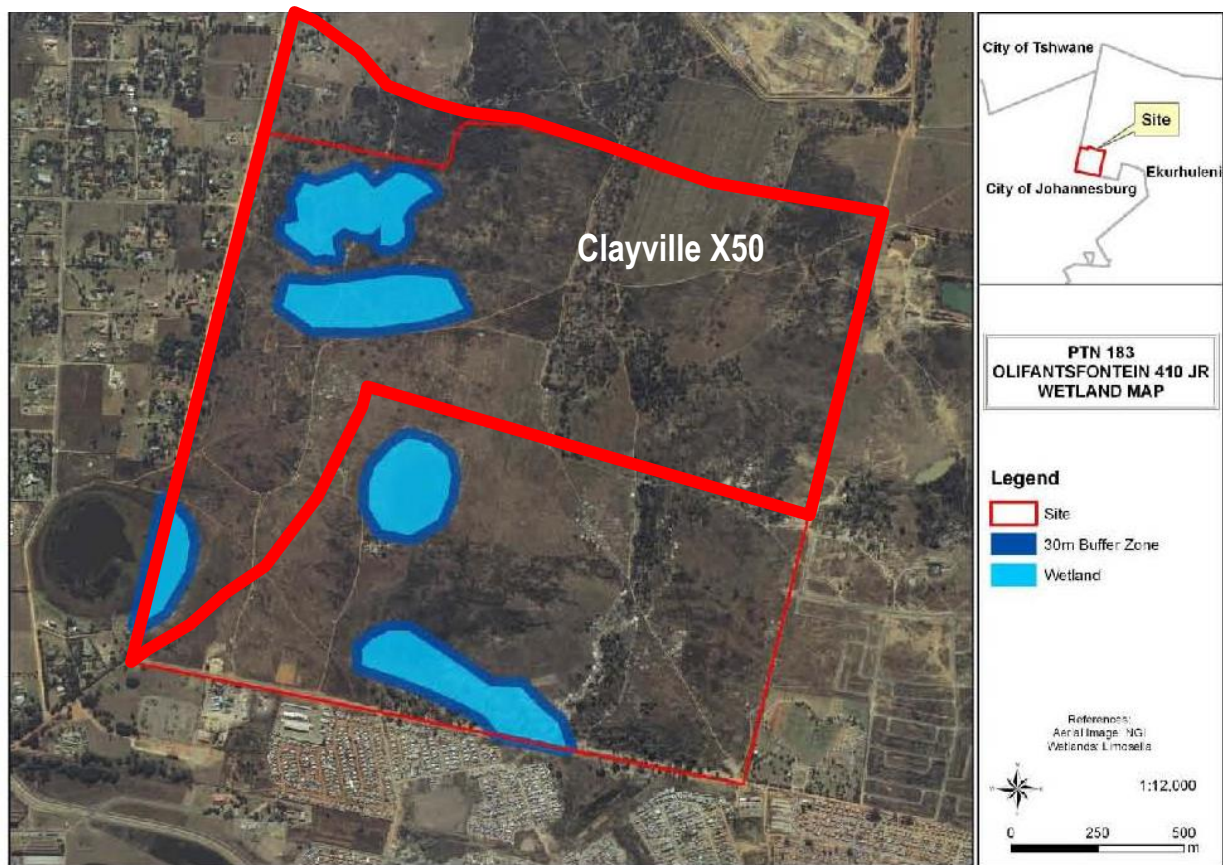 Clayville X50
City of Tshwane
Site
Ekurhuleni
City of Johannesburg
PTN 183
OLIFANTSFONTEIN 410 JR
WETLAND MAP
Legend
Site
30m Buffer Zone
Wetland
References:
Aerial Image: NGI
Wetlands: Limosella
N
1:12,000
0 250 500
m